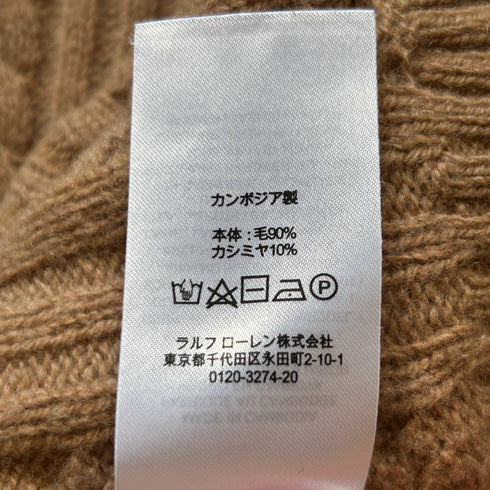 カンボジア製
本体 : 毛90%
カシミヤ10%
P
ラルフ ローレン株式会社
東京都千代田区永田町2-10-1
0120-3274-20